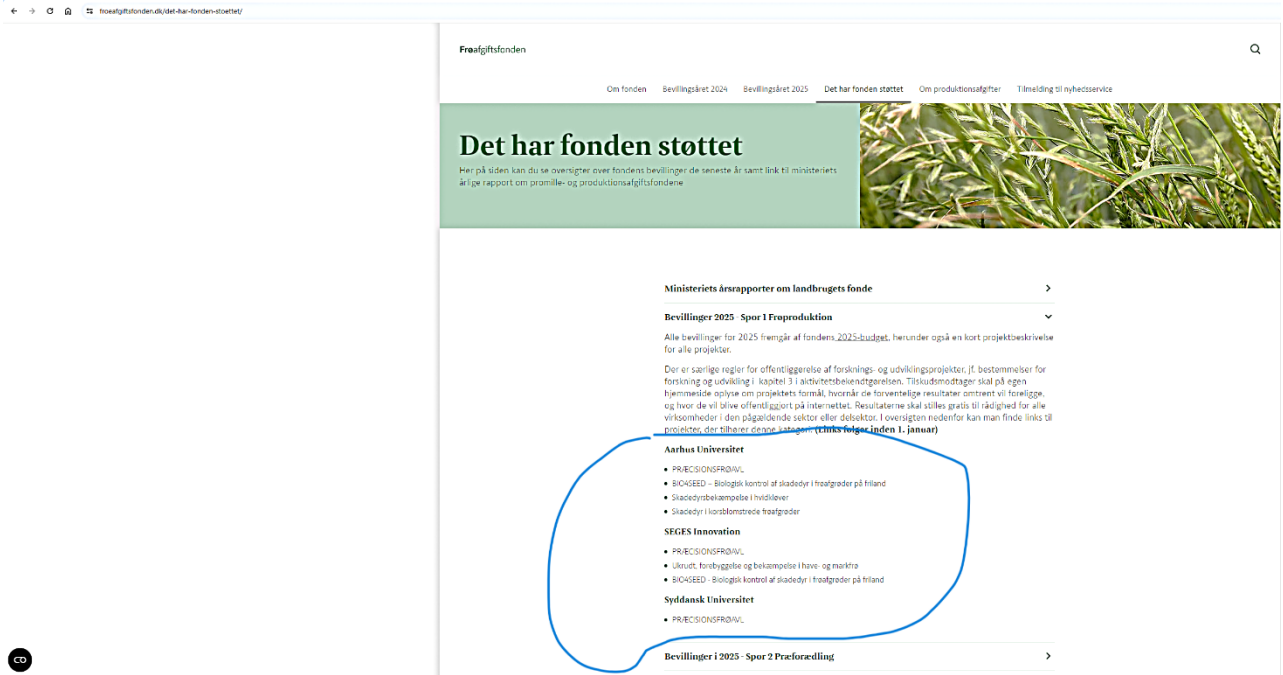 froeafgiftsfonden.dk/det-har-fonden-stoettet/
Frøafgiftsfonden
Om fonden Bevillingsåret 2024 Bevillingsåret 2025 Det har fonden støttet Om produktionsafgifter Tilmelding til nyhedsservice
Det har fonden støttet
Her på siden kan du se oversigter over fondens bevillinger de seneste år samt link til ministeriets
årlige rapport om promille- og produktionsafgiftsfondene
Ministeriets årsrapporter om landbrugets fonde
Bevillinger 2025 - Spor 1 Frøproduktion
Alle bevillinger for 2025 fremgår af fondens 2025-budget, herunder også en kort projektbeskrivelse
for alle projekter.
Der er særlige regler for offentliggørelse af forsknings- og udviklingsprojekter, jf. bestemmelser for
forskning og udvikling i kapitel 3 i aktivitetsbekendtgørelsen. Tilskudsmodtager skal på egen
hjemmeside oplyse om projektets formål, hvornår de forventelige resultater omtrent vil foreligge,
og hvor de vil blive offentliggjort på internettet. Resultaterne skal stilles gratis til rådighed for alle
virksomheder i den pågældende sektor eller delsektor. I oversigten nedenfor kan man finde links til
projekter, der tilhører denne kategori. (Links følger inden 1. januar)
Aarhus Universitet
• PRÆCISIONSFRØAVL
• BIO4SEED – Biologisk kontrol af skadedyr i frøafgrøder på friland
• Skadedyrsbekæmpelse i hvidkløver
• Skadedyr i korsblomstrede frøafgrøder
SEGES Innovation
• PRÆCISIONSFRØAVL
• Ukrudt, forebyggelse og bekæmpelse i have- og markfrø
• BIO4SEED - Biologisk kontrol af skadedyr i frøafgrøder på friland
Syddansk Universitet
• PRÆCISIONSFRØAVL
Bevillinger i 2025 - Spor 2 Præforædling